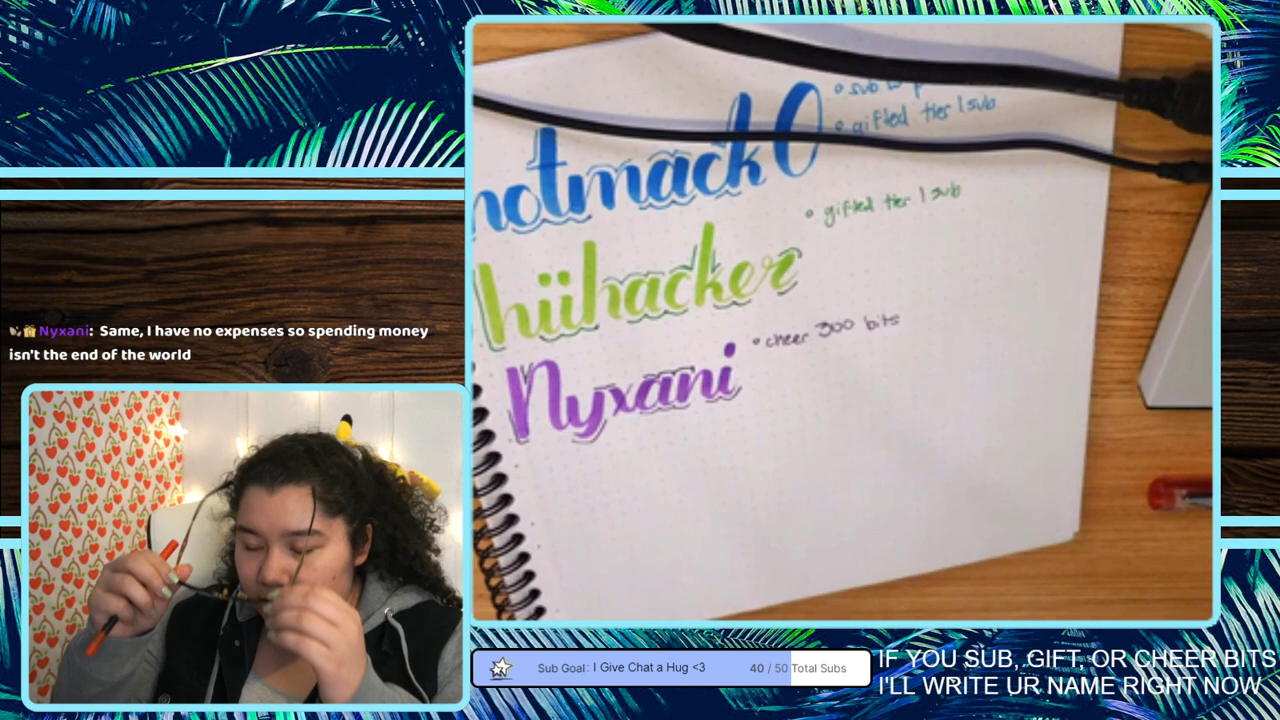 sub
gifted tier 1 sub
notmack0
gifted tier 1 sub
hiihacker
cheer 300 bits
Nyxani
Nyxani: Same, I have no expenses so spending money
isn't the end of the world
Sub Goal: I Give Chat a Hug <3 40 / 50 Total Subs
IF YOU SUB, GIFT, OR CHEER BITS
I'LL WRITE UR NAME RIGHT NOW